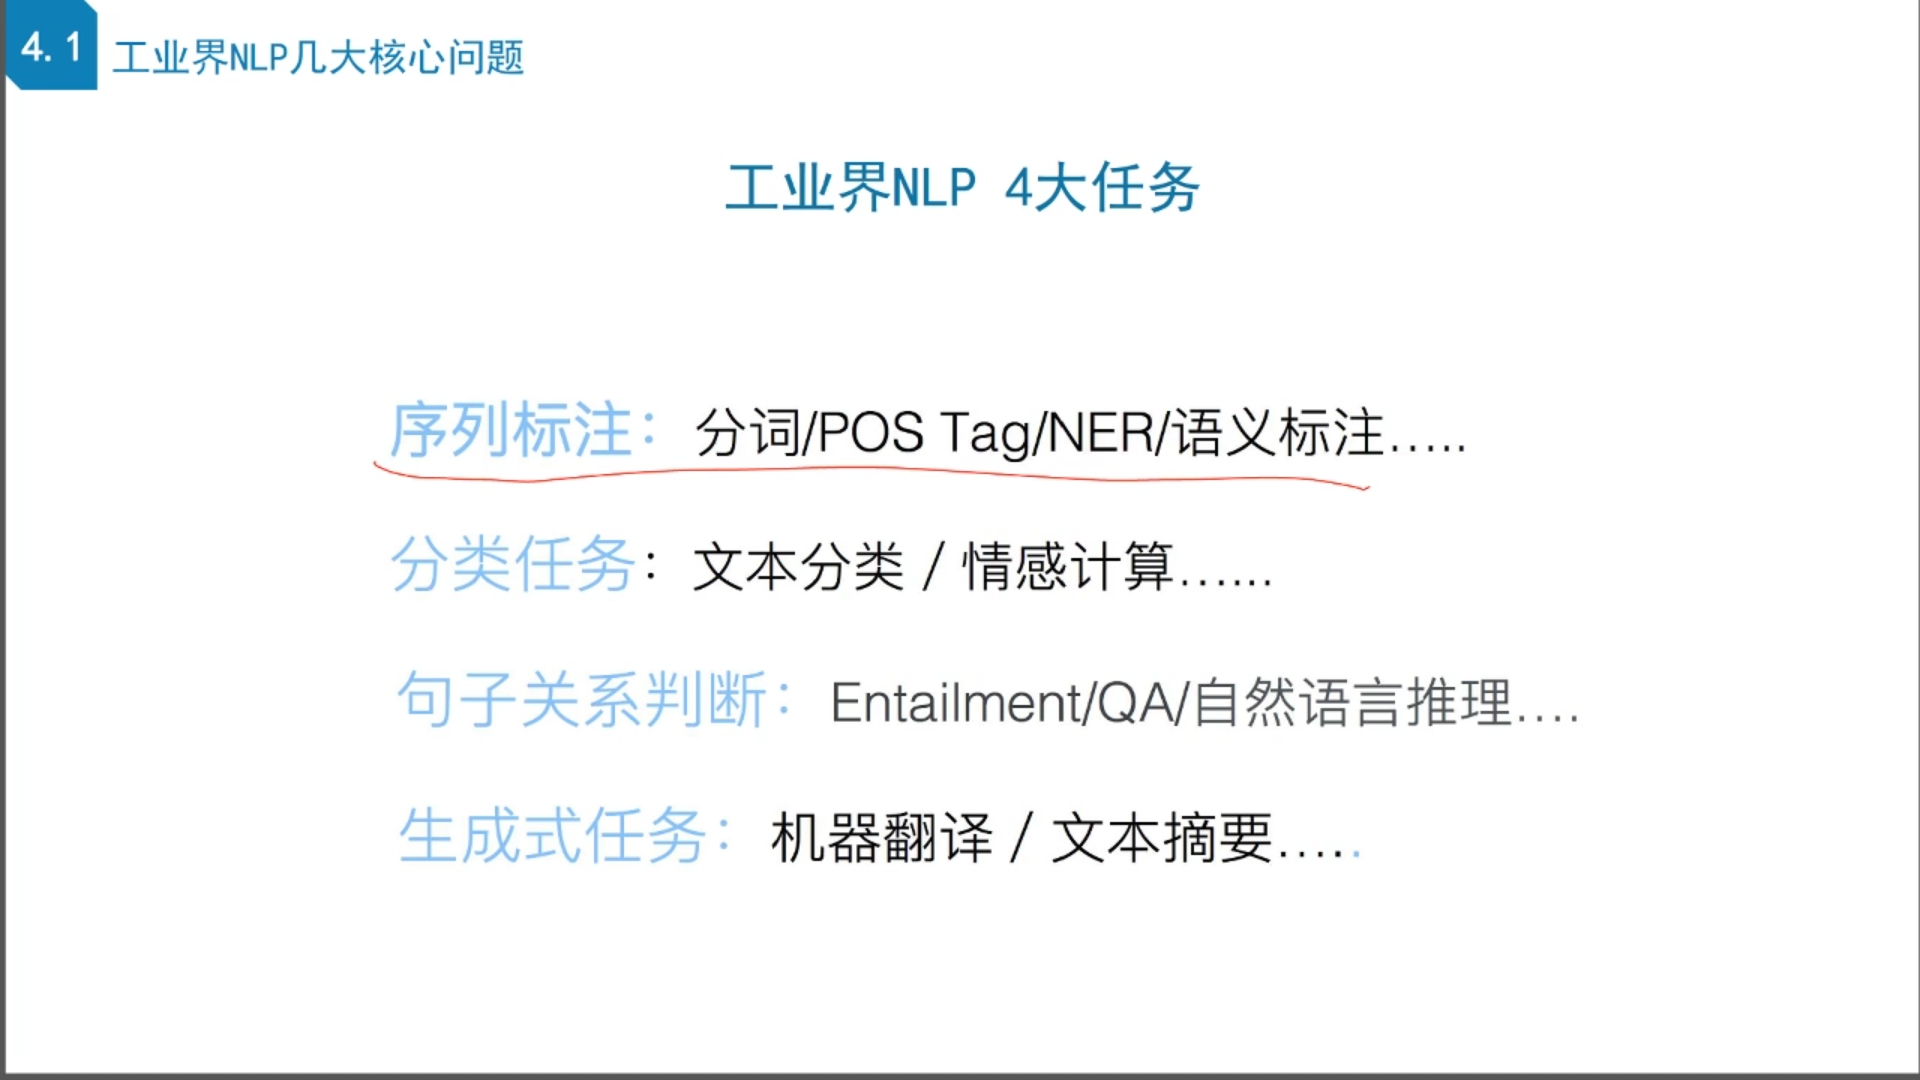 4.1 工业界NLP几大核心问题
工业界NLP 4大任务
序列标注：分词/POS Tag/NER/语义标注.....
分类任务：文本分类 / 情感计算......
句子关系判断：Entailment/QA/自然语言推理....
生成式任务：机器翻译 / 文本摘要.....